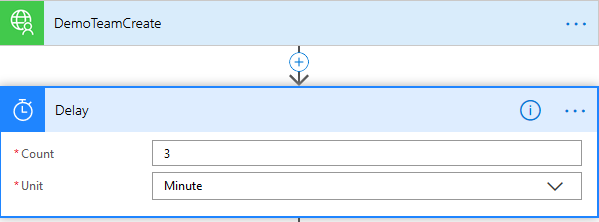 DemoTeamCreate
Delay
* Count
3
* Unit
Minute